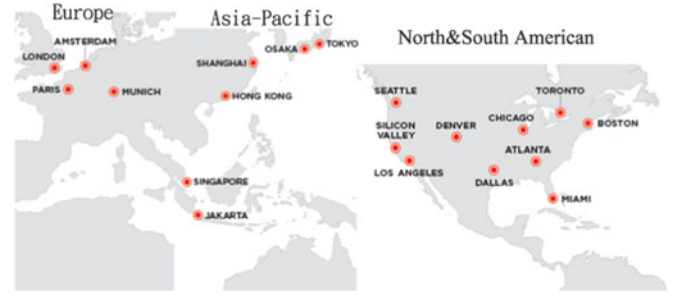 Europe
Asia-Pacific
North&South American
AMSTERDAM
LONDON
PARIS
MUNICH
OSAKA
TOKYO
SHANGHAI
HONG KONG
SINGAPORE
JAKARTA
SEATTLE
TORONTO
SILICON
VALLEY
DENVER
CHICAGO
BOSTON
LOS ANGELES
ATLANTA
DALLAS
MIAMI